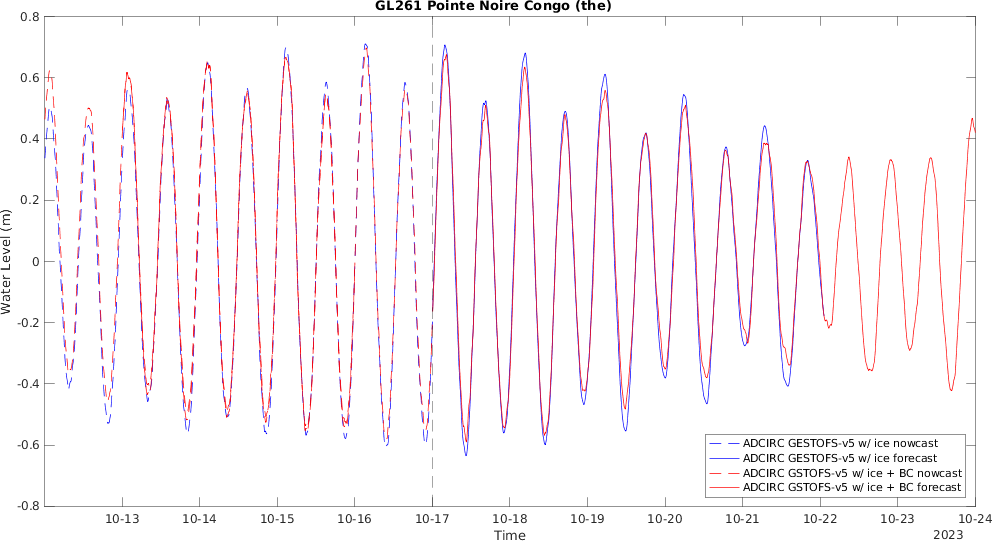 GL261 Pointe Noire Congo (the)
0.8
0.6
0.4
0.2
0
-0.2
-0.4
-0.6
-0.8
Water Level (m)
ADCIRC GESTOFS-v5 w/ ice nowcast
ADCIRC GESTOFS-v5 w/ ice forecast
ADCIRC GSTOFS-v5 w/ ice + BC nowcast
ADCIRC GSTOFS-v5 w/ ice + BC forecast
10-13 10-14 10-15 10-16 10-17 10-18 10-19 10-20 10-21 10-22 10-23 10-24
Time
2023